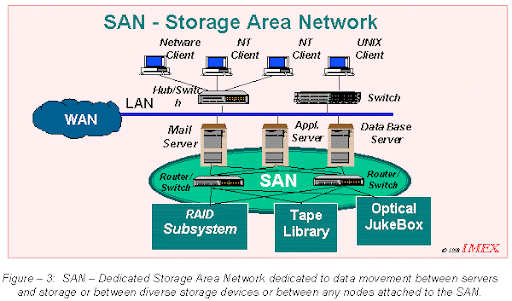 SAN - Storage Area Network
Netware
Client
NT
Client
NT
Client
UNIX
Client
Hub/Switc
h
Switch
LAN
WAN
Mail
Server
Appl.
Server
Data Base
Server
Router/
Switch
SAN
Router/
Switch
RAID
Subsystem
Tape
Library
Optical
JukeBox
© 1998 IMEX
Figure – 3: SAN – Dedicated Storage Area Network dedicated to data movement between servers
and storage or between diverse storage devices or between any nodes attached to the SAN.